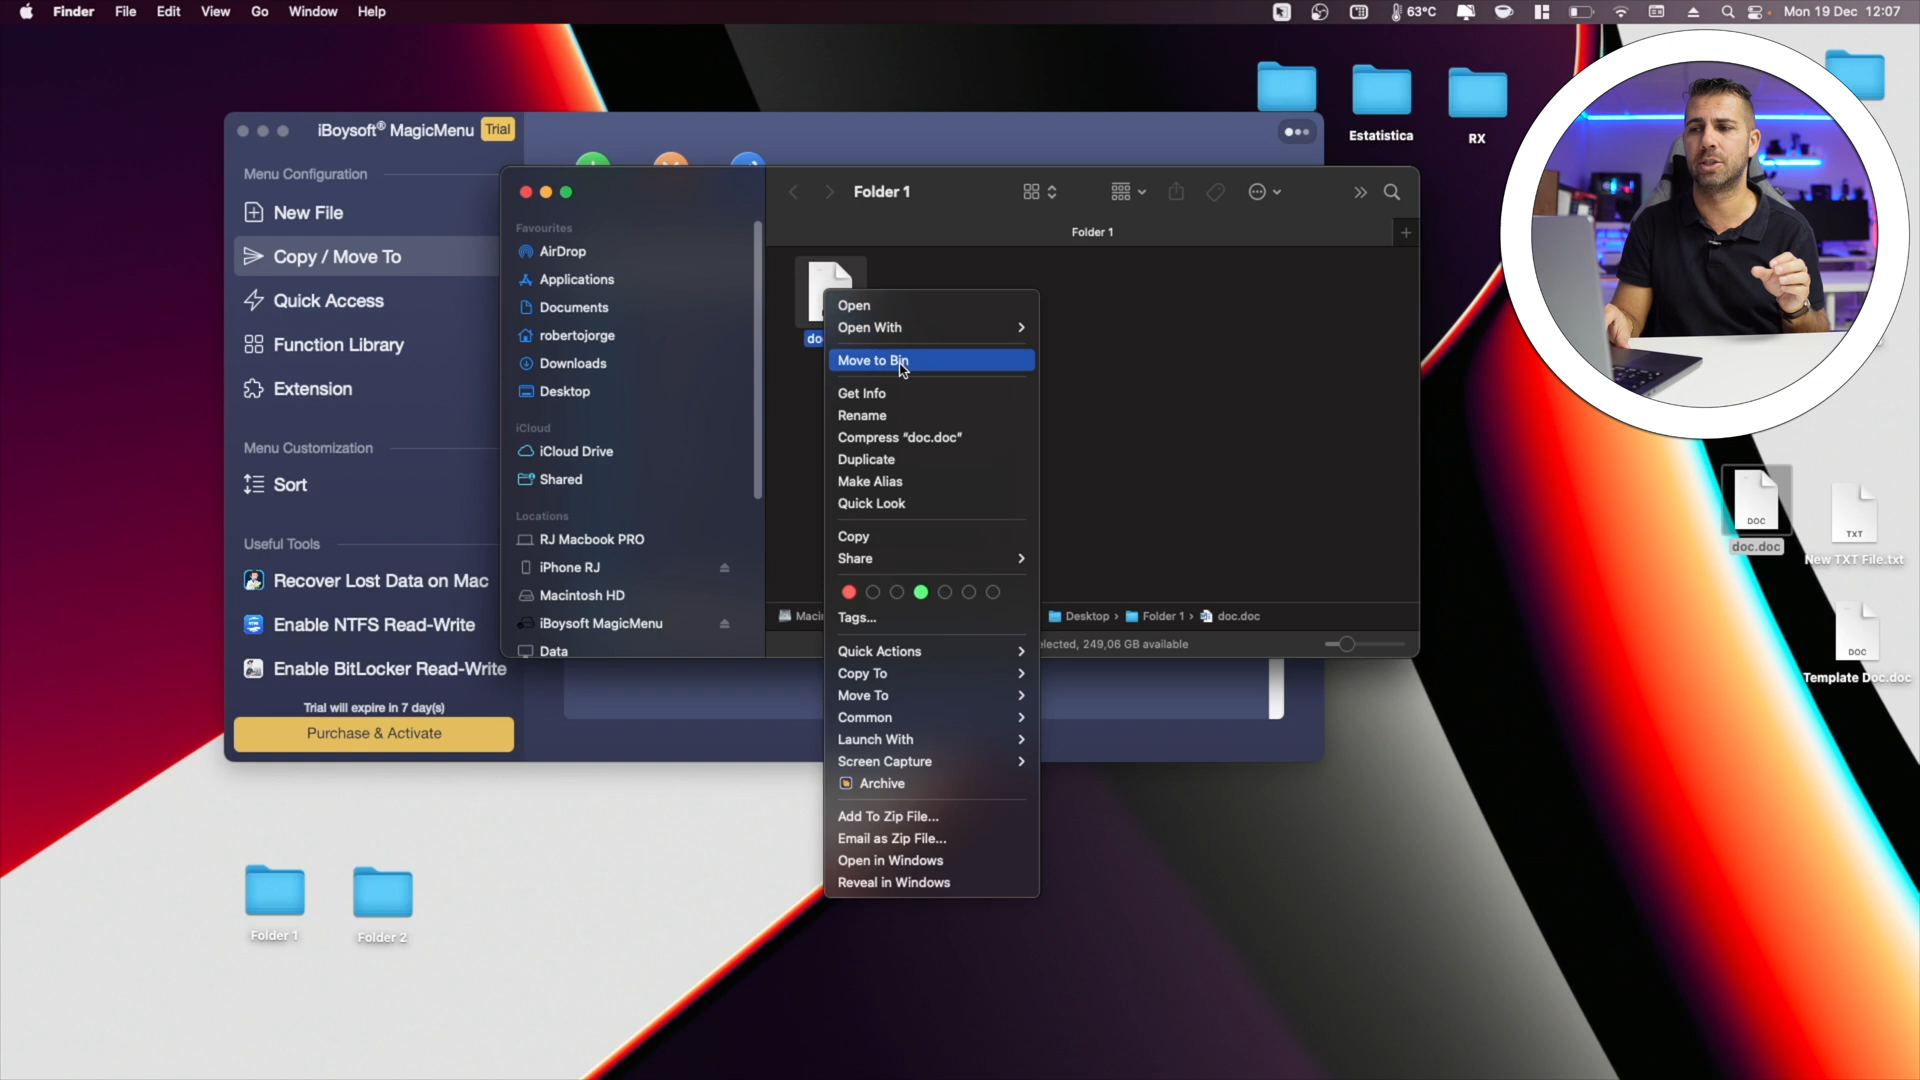 Finder File Edit View Go Window Help
63°C
Mon 19 Dec 12:07
iBoysoft® MagicMenu Trial
Menu Configuration
New File
Copy / Move To
Quick Access
Function Library
Extension
Menu Customization
Sort
Useful Tools
Recover Lost Data on Mac
Enable NTFS Read-Write
Enable BitLocker Read-Write
Trial will expire in 7 day(s)
Purchase & Activate
Favourites
AirDrop
Applications
Documents
robertojorge
Downloads
Desktop
iCloud
iCloud Drive
Shared
Locations
RJ Macbook PRO
iPhone RJ
Macintosh HD
iBoysoft MagicMenu
Data
Folder 1
Folder 1
Open
Open With
Move to Bin
Get Info
Rename
Compress “doc.doc”
Duplicate
Make Alias
Quick Look
Copy
Share
Tags...
Quick Actions
Copy To
Move To
Common
Launch With
Screen Capture
Archive
Add To Zip File...
Email as Zip File...
Open in Windows
Reveal in Windows
Desktop › Folder 1 › doc.doc
249,06 GB available
Estatistica
RX
DOC
doc.doc
TXT
New TXT File.txt
DOC
Template Doc.doc
Folder 1
Folder 2